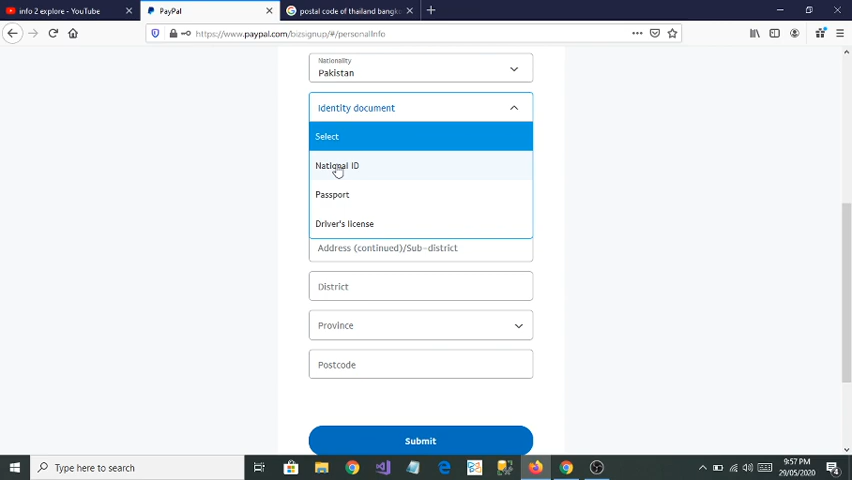 info 2 explore - YouTube
PayPal
postal code of thailand bangko
https://www.paypal.com/bizsignup/#/personalInfo
Nationality
Pakistan
Identity document
Select
National ID
Passport
Driver's license
Address (continued)/Sub-district
District
Province
Postcode
Submit
Type here to search
9:57 PM
29/05/2020
4